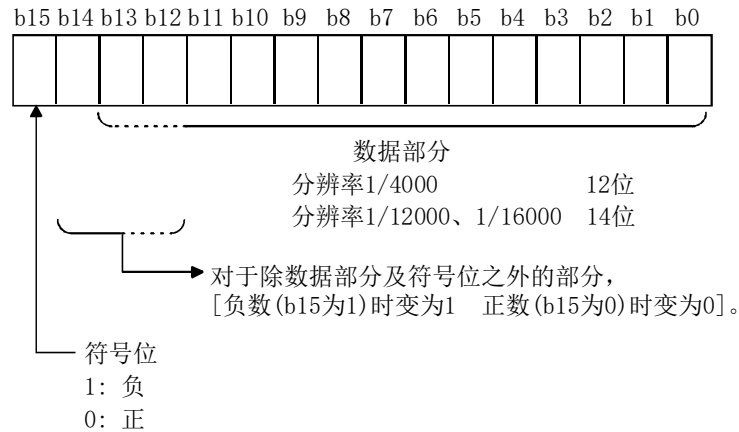 b15 b14 b13 b12 b11 b10 b9 b8 b7 b6 b5 b4 b3 b2 b1 b0
数据部分
分辨率1/4000 12位
分辨率1/12000、1/16000 14位
对于除数据部分及符号位之外的部分，
[负数(b15为1)时变为1 正数(b15为0)时变为0]。
符号位
1: 负
0: 正